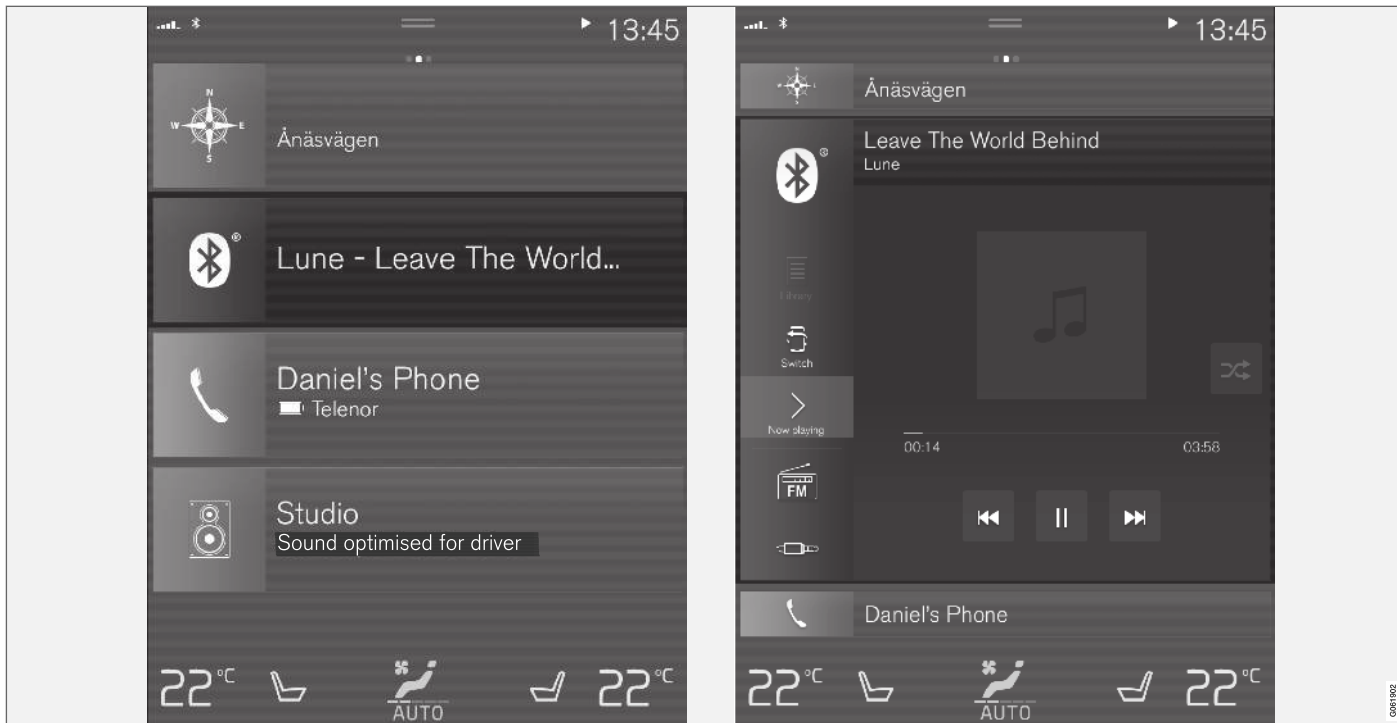 13:45
N
W E
S
Ånäsvägen
®
Lune - Leave The World...
Daniel's Phone
Telenor
Studio
Sound optimised for driver
22°C
AUTO
22°C
13:45
N
S
Ånäsvägen
®
Leave The World Behind
Lune
Library
Switch
Now playing
00:14
03:58
FM
Daniel's Phone
22°C
AUTO
22°C
G061902